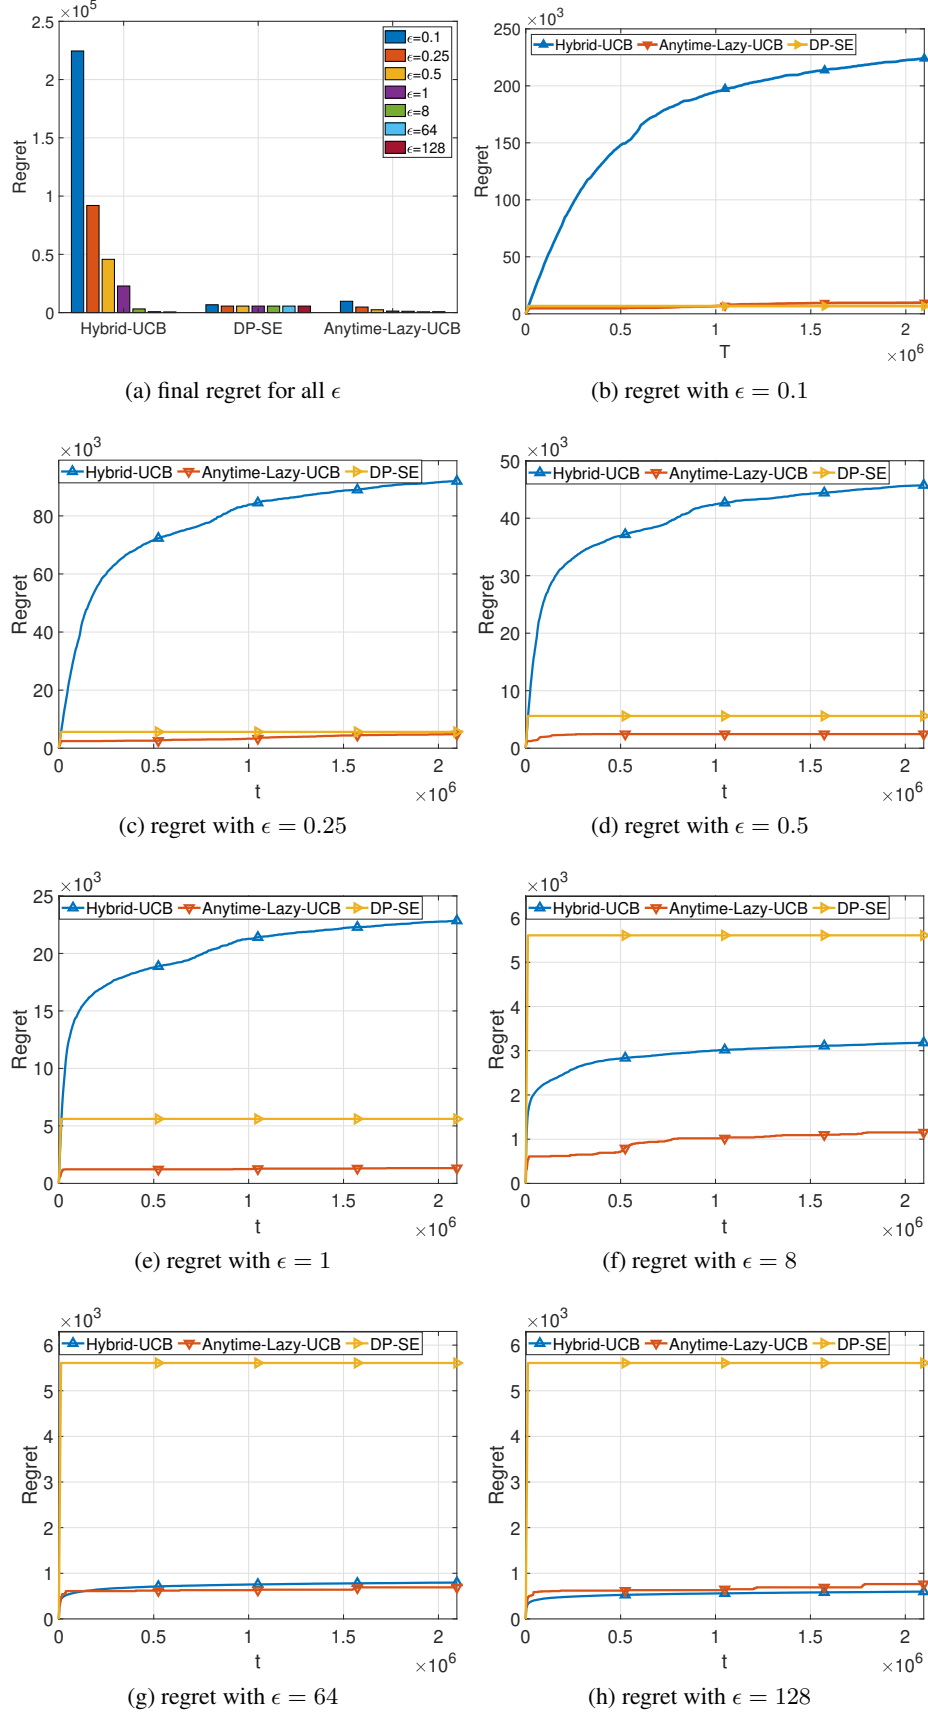 ×10^5
2.5
2
1.5
1
0.5
0
Regret
ϵ=0.1
ϵ=0.25
ϵ=0.5
ϵ=1
ϵ=8
ϵ=64
ϵ=128
Hybrid-UCB DP-SE Anytime-Lazy-UCB
(a) final regret for all ϵ
×10^3
250
200
150
100
50
0
Regret
Hybrid-UCB Anytime-Lazy-UCB DP-SE
0 0.5 1 1.5 2
T
×10^6
(b) regret with ϵ = 0.1
×10^3
80
60
40
20
0
Regret
Hybrid-UCB Anytime-Lazy-UCB DP-SE
0 0.5 1 1.5 2
t
×10^6
(c) regret with ϵ = 0.25
×10^3
50
40
30
20
10
0
Regret
Hybrid-UCB Anytime-Lazy-UCB DP-SE
0 0.5 1 1.5 2
t
×10^6
(d) regret with ϵ = 0.5
×10^3
25
20
15
10
5
0
Regret
Hybrid-UCB Anytime-Lazy-UCB DP-SE
0 0.5 1 1.5 2
t
×10^6
(e) regret with ϵ = 1
×10^3
6
5
4
3
2
1
0
Regret
Hybrid-UCB Anytime-Lazy-UCB DP-SE
0 0.5 1 1.5 2
t
×10^6
(f) regret with ϵ = 8
×10^3
6
5
4
3
2
1
0
Regret
Hybrid-UCB Anytime-Lazy-UCB DP-SE
0 0.5 1 1.5 2
t
×10^6
(g) regret with ϵ = 64
×10^3
6
5
4
3
2
1
0
Regret
Hybrid-UCB Anytime-Lazy-UCB DP-SE
0 0.5 1 1.5 2
t
×10^6
(h) regret with ϵ = 128